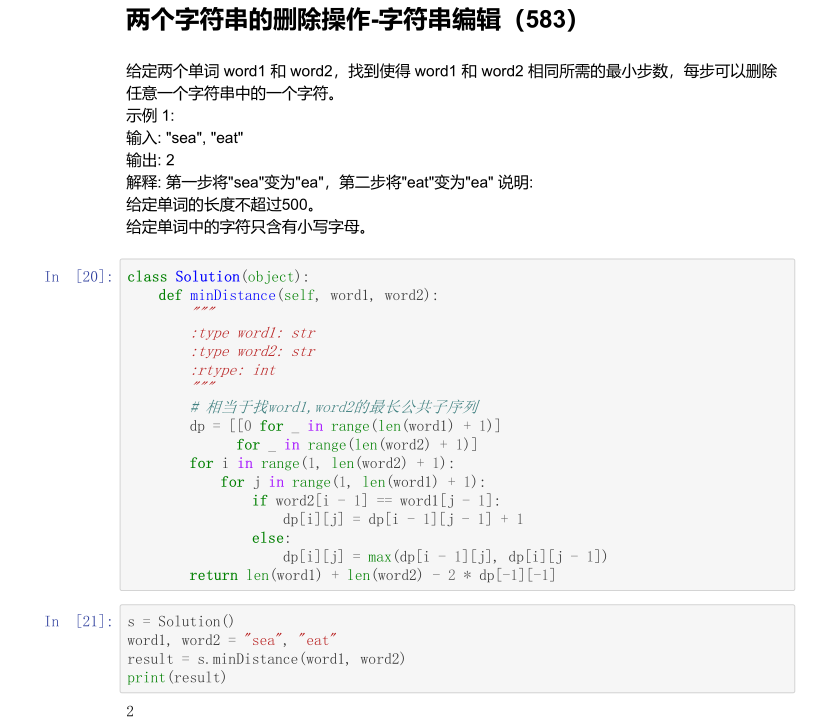 两个字符串的删除操作-字符串编辑（583）
给定两个单词 word1 和 word2，找到使得 word1 和 word2 相同所需的最小步数，每步可以删除
任意一个字符串中的一个字符。
示例 1:
输入: "sea", "eat"
输出: 2
解释: 第一步将"sea"变为"ea"，第二步将"eat"变为"ea" 说明:
给定单词的长度不超过500。
给定单词中的字符只含有小写字母。
In [20]: class Solution(object):
    def minDistance(self, word1, word2):
        """
        :type word1: str
        :type word2: str
        :rtype: int
        """
        # 相当于找word1,word2的最长公共子序列
        dp = [[0 for _ in range(len(word1) + 1)]
              for _ in range(len(word2) + 1)]
        for i in range(1, len(word2) + 1):
            for j in range(1, len(word1) + 1):
                if word2[i - 1] == word1[j - 1]:
                    dp[i][j] = dp[i - 1][j - 1] + 1
                else:
                    dp[i][j] = max(dp[i - 1][j], dp[i][j - 1])
        return len(word1) + len(word2) - 2 * dp[-1][-1]
In [21]: s = Solution()
word1, word2 = "sea", "eat"
result = s.minDistance(word1, word2)
print(result)
2